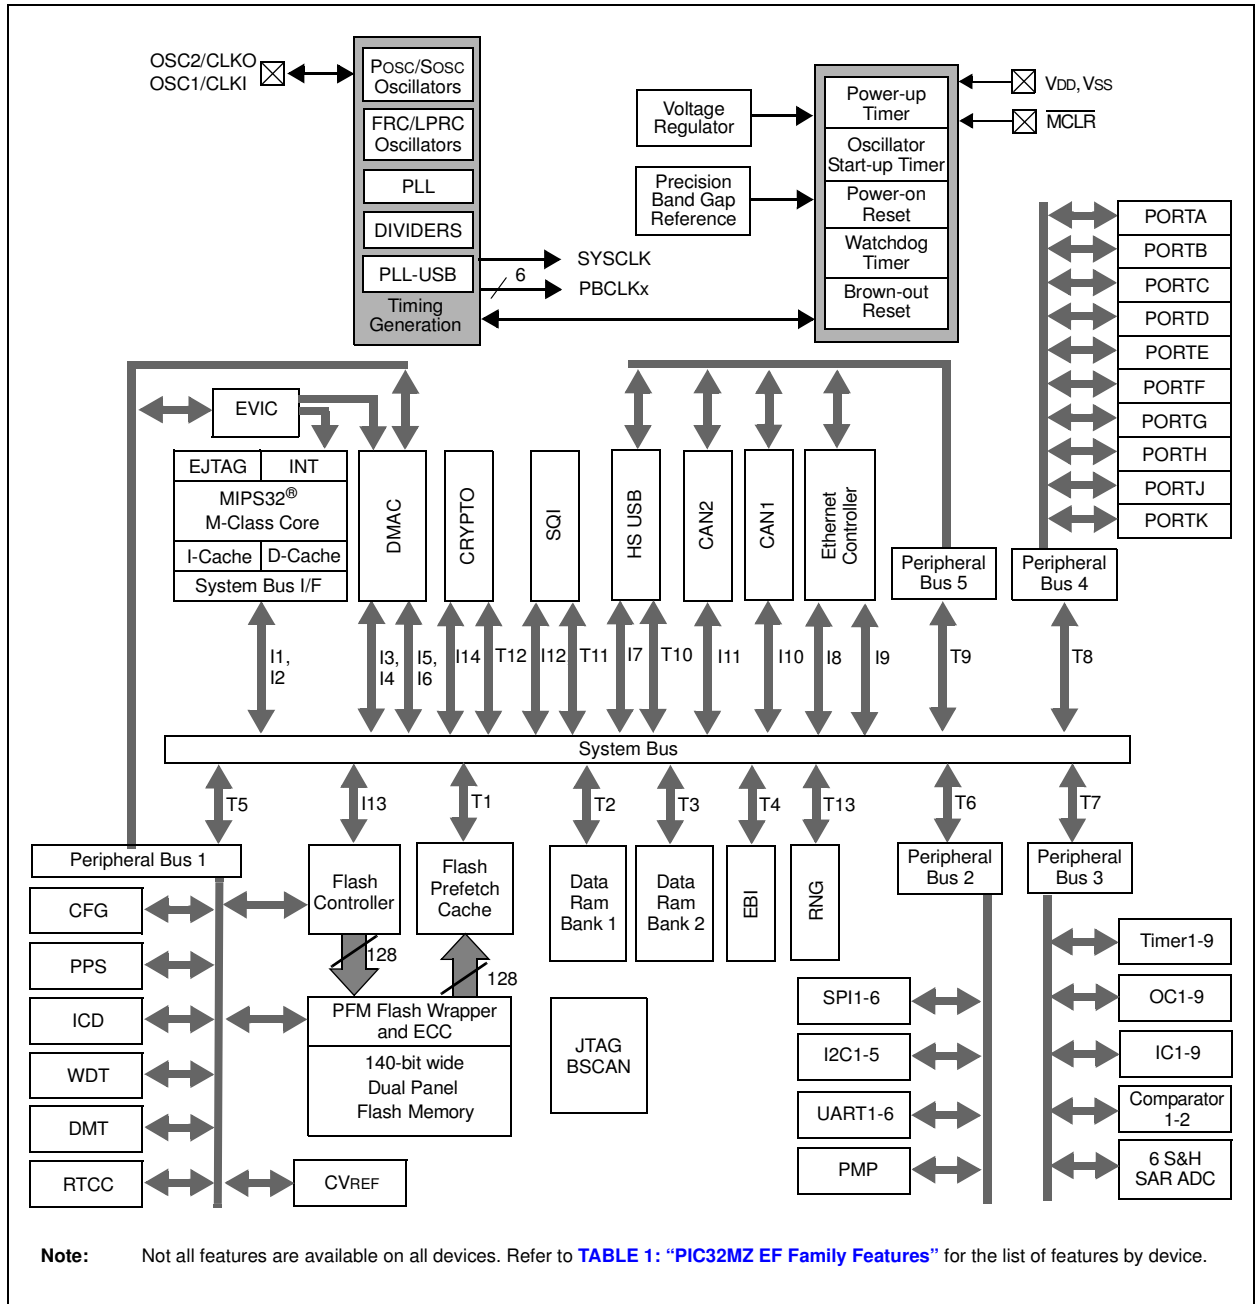 OSC2/CLKO
OSC1/CLKI
POSC/SOSC
Oscillators
FRC/LPRC
Oscillators
PLL
DIVIDERS
PLL-USB
Timing
Generation
6
SYSCLK
PBCLKx
Voltage
Regulator
Precision
Band Gap
Reference
Power-up
Timer
Oscillator
Start-up Timer
Power-on
Reset
Watchdog
Timer
Brown-out
Reset
VDD, VSS
MCLR
PORTA
PORTB
PORTC
PORTD
PORTE
PORTF
PORTG
PORTH
PORTJ
PORTK
EVIC
EJTAG
INT
MIPS32®
M-Class Core
I-Cache
D-Cache
System Bus I/F
DMAC
CRYPTO
SQI
HS USB
CAN2
CAN1
Ethernet
Controller
Peripheral
Bus 5
Peripheral
Bus 4
I1,
I2
I3,
I4
I5,
I6
I14
T12
I12
T11
I7
T10
I11
I10
I8
I9
T9
T8
System Bus
T5
I13
T1
T2
T3
T4
T13
T6
T7
Peripheral Bus 1
Flash
Controller
Flash
Prefetch
Cache
Data
Ram
Bank 1
Data
Ram
Bank 2
EBI
RNG
Peripheral
Bus 2
Peripheral
Bus 3
CFG
PPS
ICD
WDT
DMT
RTCC
128
128
PFM Flash Wrapper
and ECC
140-bit wide
Dual Panel
Flash Memory
CVREF
JTAG
BSCAN
SPI1-6
I2C1-5
UART1-6
PMP
Timer1-9
OC1-9
IC1-9
Comparator
1-2
6 S&H
SAR ADC
Note: Not all features are available on all devices. Refer to TABLE 1: “PIC32MZ EF Family Features” for the list of features by device.